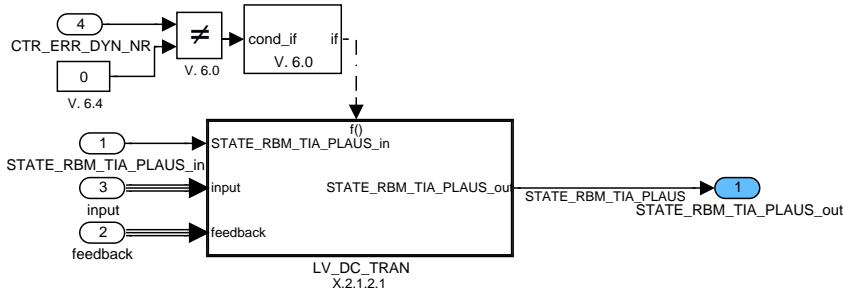 4
CTR_ERR_DYN_NR
≠
V. 6.0
cond_if
if
V. 6.0
0
V. 6.4
f()
1
STATE_RBM_TIA_PLAUS_in
STATE_RBM_TIA_PLAUS_in
3
input
input
STATE_RBM_TIA_PLAUS_out
STATE_RBM_TIA_PLAUS
1
STATE_RBM_TIA_PLAUS_out
2
feedback
feedback
LV_DC_TRAN
X.2.1.2.1